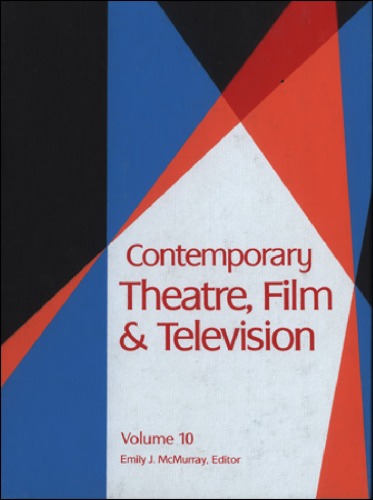 Contemporary
Theatre, Film
& Television
Volume 10
Emily J. McMurray, Editor